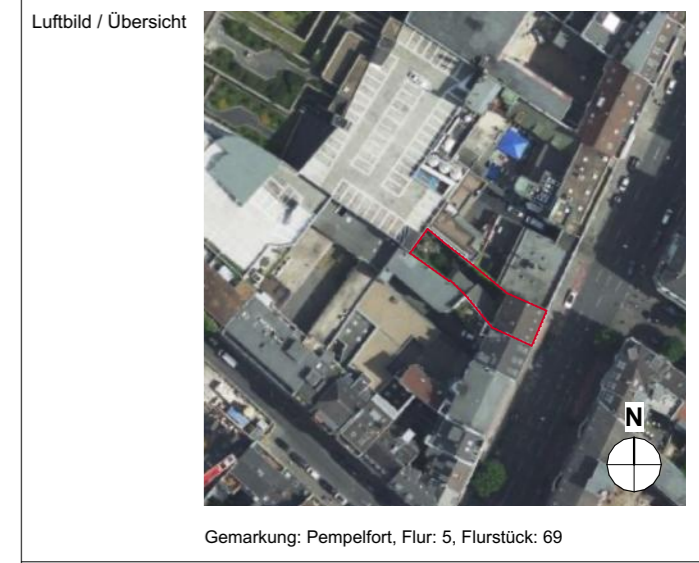 Luftbild / Übersicht
N
Gemarkung: Pempelfort, Flur: 5, Flurstück: 69